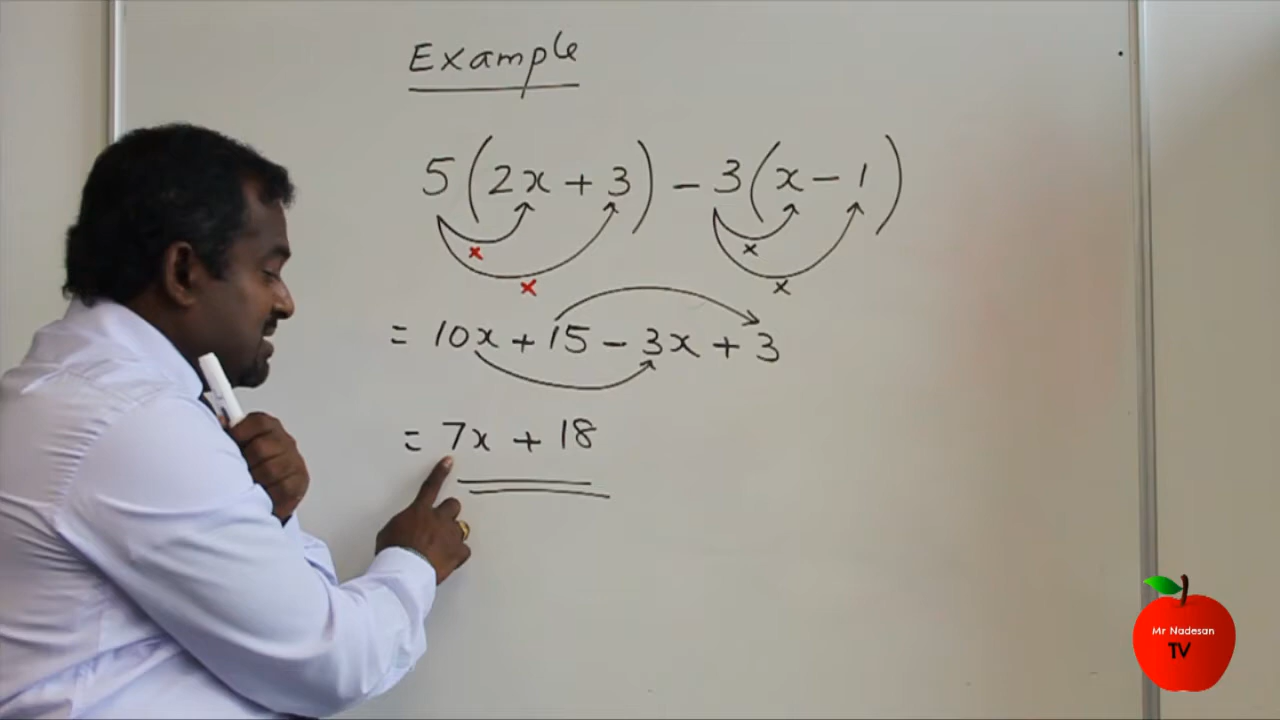 Example
5(2x + 3) - 3(x - 1)
= 10x + 15 - 3x + 3
= 7x + 18
Mr Nadesan
TV